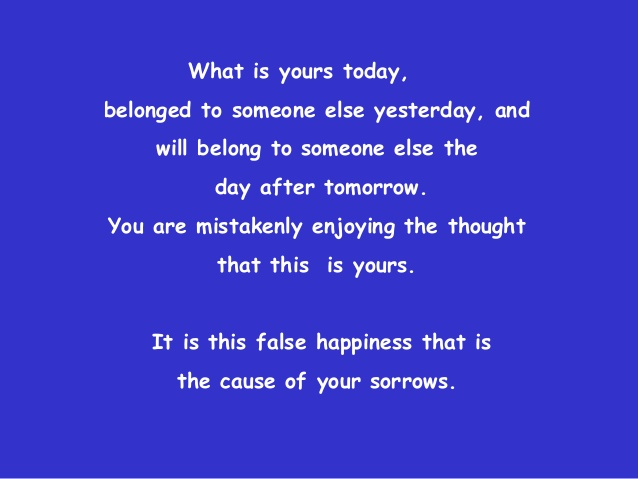 What is yours today,
belonged to someone else yesterday, and
will belong to someone else the
day after tomorrow.
You are mistakenly enjoying the thought
that this is yours.
It is this false happiness that is
the cause of your sorrows.